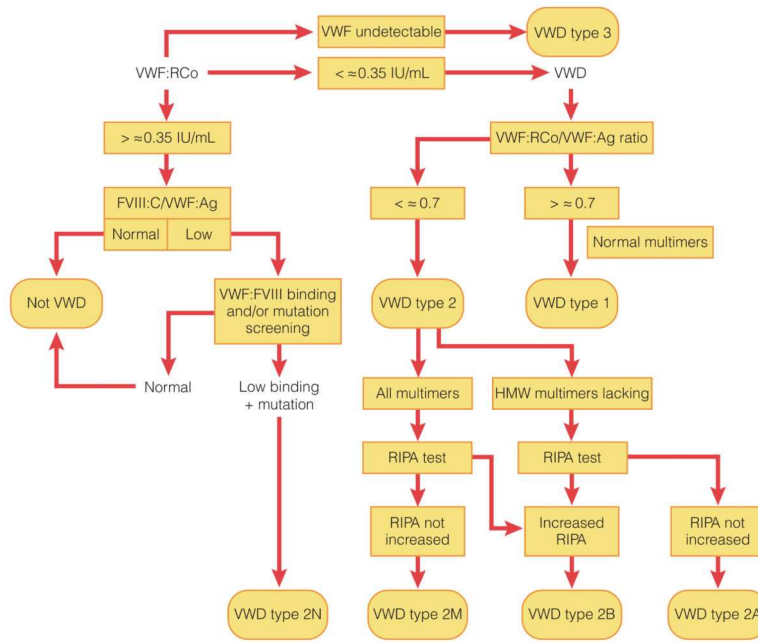 VWF undetectable
VWD type 3
VWF:RCo
< ≈0.35 IU/mL
VWD
> ≈0.35 IU/mL
VWF:RCo/VWF:Ag ratio
FVIII:C/VWF:Ag
Normal
Low
< ≈0.7
> ≈0.7
Normal multimers
Not VWD
VWF:FVIII binding
and/or mutation
screening
VWD type 2
VWD type 1
Normal
Low binding
+ mutation
All multimers
HMW multimers lacking
RIPA test
RIPA test
RIPA not
increased
Increased
RIPA
RIPA not
increased
VWD type 2N
VWD type 2M
VWD type 2B
VWD type 2A